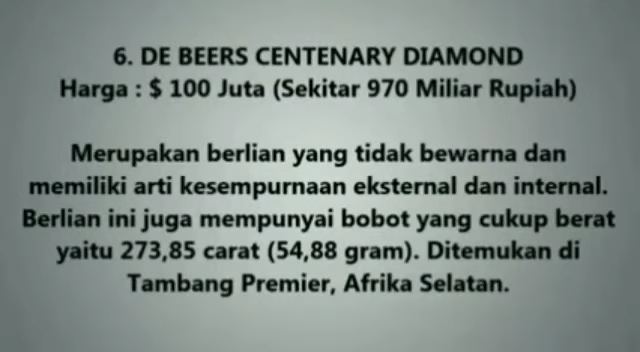 6. DE BEERS CENTENARY DIAMOND
Harga : $ 100 Juta (Sekitar 970 Miliar Rupiah)
Merupakan berlian yang tidak bewarna dan
memiliki arti kesempurnaan eksternal dan internal.
Berlian ini juga mempunyai bobot yang cukup berat
yaitu 273,85 carat (54,88 gram). Ditemukan di
Tambang Premier, Afrika Selatan.